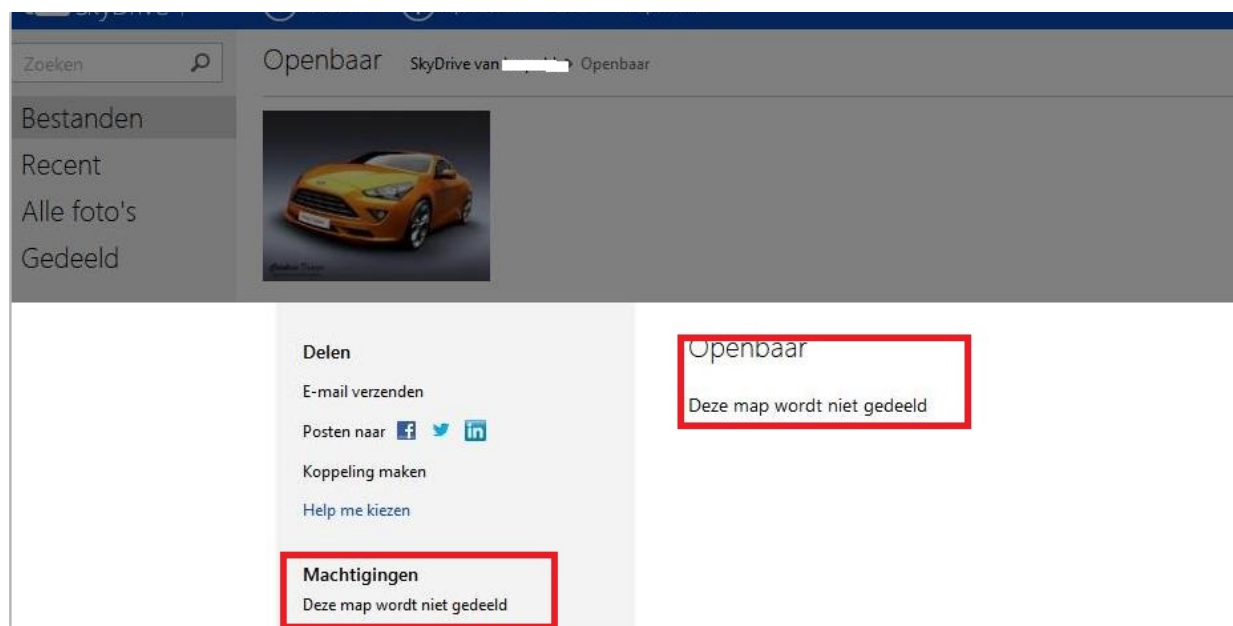 SkyDrive
Zoeken
Openbaar
SkyDrive van
Openbaar
Bestanden
Recent
Alle foto's
Gedeeld
Delen
E-mail verzenden
Posten naar
Koppeling maken
Help me kiezen
Machtigingen
Deze map wordt niet gedeeld
Openbaar
Deze map wordt niet gedeeld